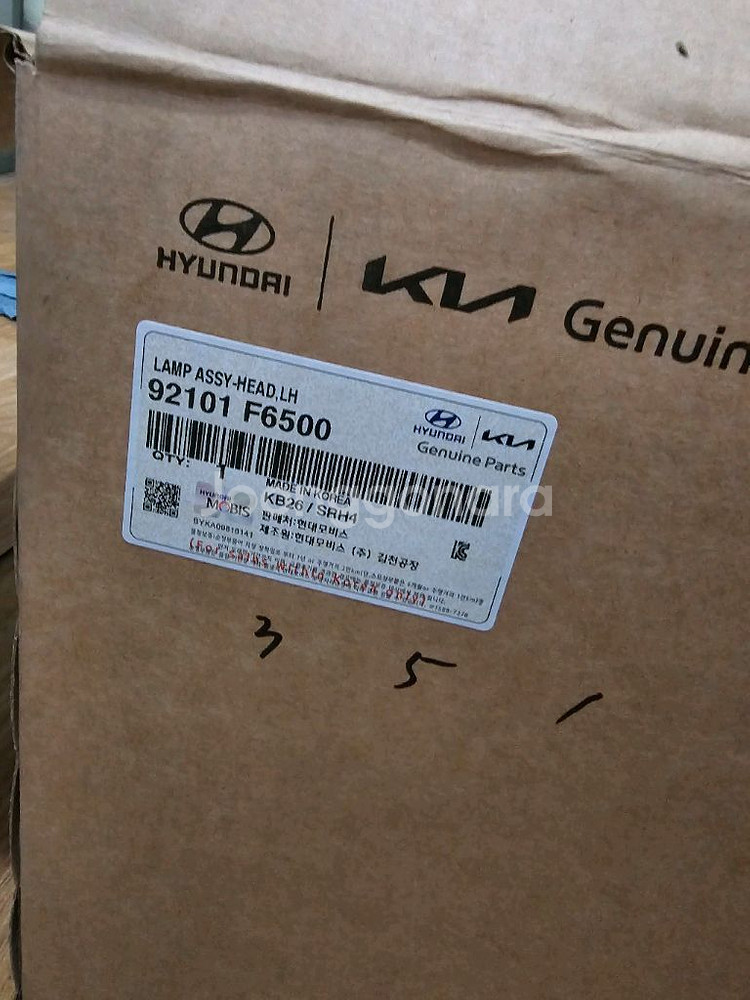 HYUNDAI KIA Genuin
LAMP ASSY-HEAD,LH
92101 F6500
HYUNDAI KIA
Genuine Parts
QTY: 1
MADE IN KOREA
KB26 / SRH4
HYUNDAI
MOBIS
판매처:현대모비스
제조원:현대모비스 (주) 김천공장
Joonggonara
3 5 1